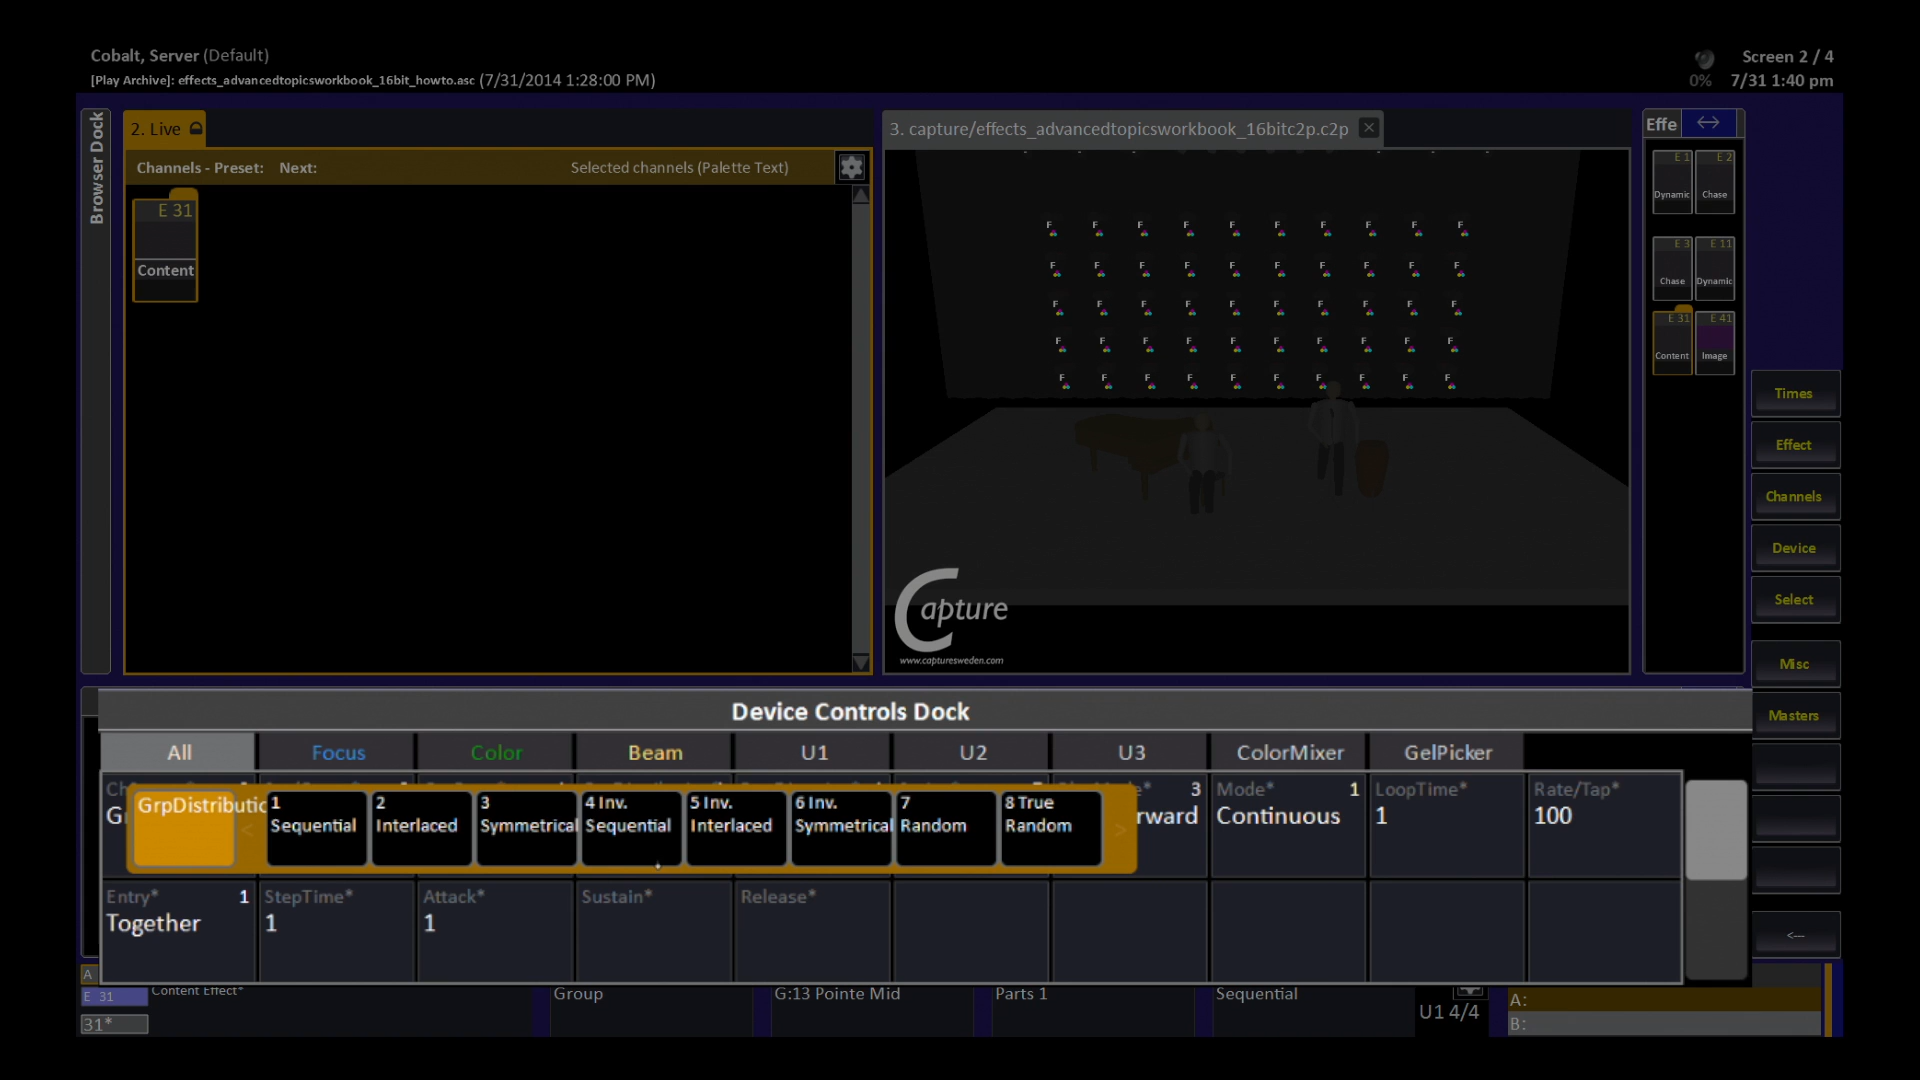 Cobalt, Server (Default)
[Play Archive]: effects_advancedtopicsworkbook_16bit_howto.asc (7/31/2014 1:28:00 PM)
Screen 2 / 4
0% 7/31 1:40 pm
Browser Dock
2. Live
3. capture/effects_advancedtopicsworkbook_16bitc2p.c2p
Effe
Channels - Preset: Next: Selected channels (Palette Text)
E 31
Content
E 1
Dynamic
E 2
Chase
E 3
Chase
E 11
Dynamic
E 31
Content
E 41
Image
F F F F F F F F F F
F F F F F F F F F F
F F F F F F F F F F
F F F F F F F F F F
F F F F F F F F F F
Capture
www.capturesweden.com
Times
Effect
Channels
Device
Select
Misc
Masters
<---
Device Controls Dock
All Focus Color Beam U1 U2 U3 ColorMixer GelPicker
GrpDistributio
<
1 Sequential
2 Interlaced
3 Symmetrical
4 Inv. Sequential
5 Inv. Interlaced
6 Inv. Symmetrical
7 Random
8 True Random
>
3
rward
Mode* 1
Continuous
LoopTime*
1
Rate/Tap*
100
Entry* 1
Together
StepTime*
1
Attack*
1
Sustain*
Release*
A
E 31 Content Effect* Group G:13 Pointe Mid Parts 1 Sequential
31*
U1 4/4
A:
B: